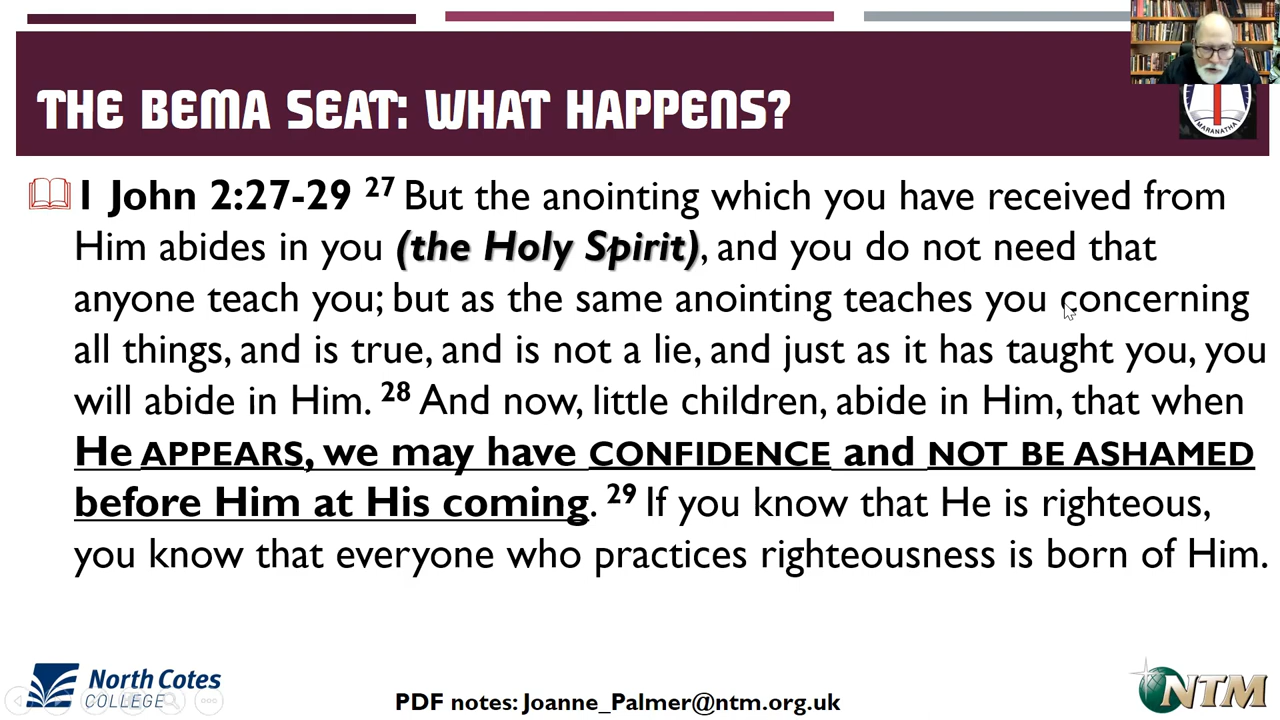 THE BEMA SEAT: WHAT HAPPENS?
MARANATHA
1 John 2:27-29 27 But the anointing which you have received from
Him abides in you (the Holy Spirit), and you do not need that
anyone teach you; but as the same anointing teaches you concerning
all things, and is true, and is not a lie, and just as it has taught you, you
will abide in Him. 28 And now, little children, abide in Him, that when
He APPEARS, we may have CONFIDENCE and NOT BE ASHAMED
before Him at His coming. 29 If you know that He is righteous,
you know that everyone who practices righteousness is born of Him.
North Cotes
COLLEGE
PDF notes: Joanne_Palmer@ntm.org.uk
NTM